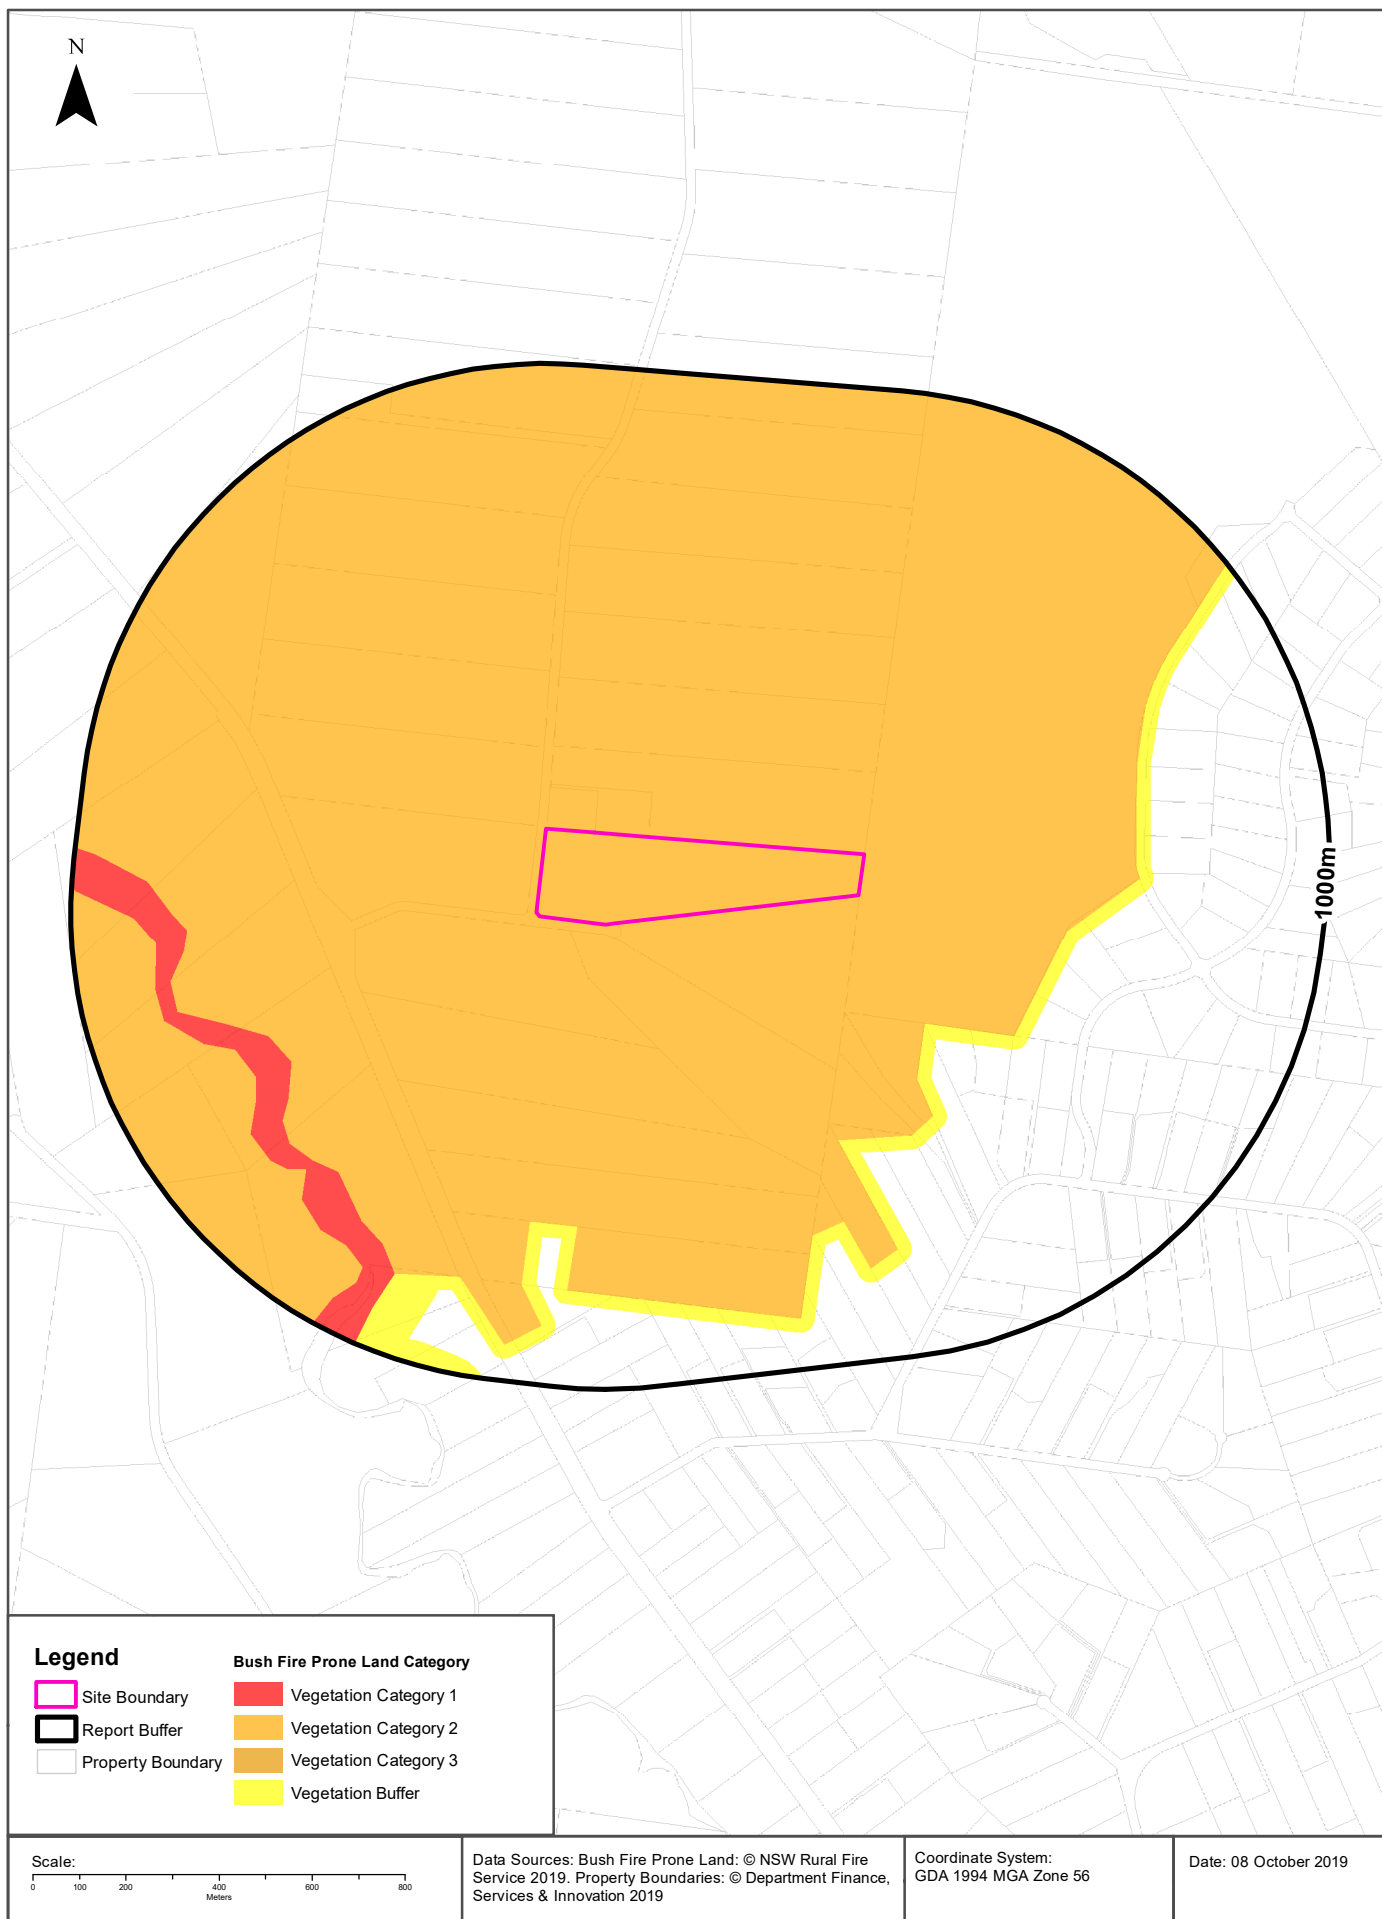 N
1000m
Legend
Site Boundary
Report Buffer
Property Boundary
Bush Fire Prone Land Category
Vegetation Category 1
Vegetation Category 2
Vegetation Category 3
Vegetation Buffer
Scale:
0 100 200 400 600 800
Meters
Data Sources: Bush Fire Prone Land: © NSW Rural Fire
Service 2019. Property Boundaries: © Department Finance,
Services & Innovation 2019
Coordinate System:
GDA 1994 MGA Zone 56
Date: 08 October 2019